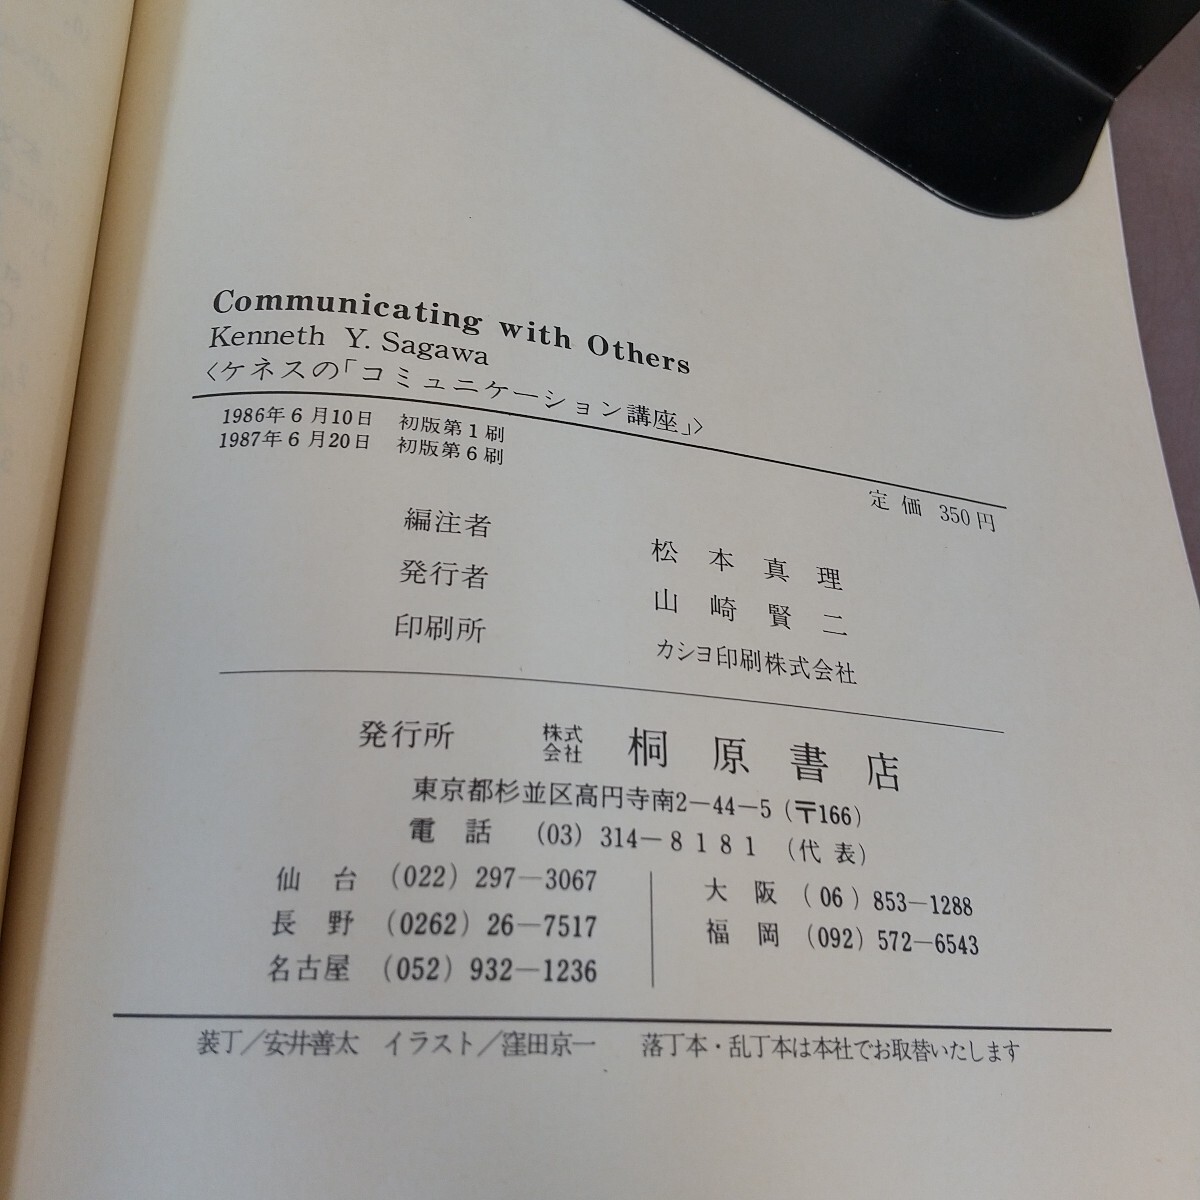 Communicating with Others
Kenneth Y. Sagawa
〈ケネスの「コミュニケーション講座」〉
1986年6月10日 初版第1刷
1987年6月20日 初版第6刷
定価 350円
編注者 松本真理
発行者 山崎賢二
印刷所 カシヨ印刷株式会社
発行所 株式会社 桐原書店
東京都杉並区高円寺南2-44-5 (〒166)
電話 (03) 314-8181 (代表)
仙台 (022) 297-3067
長野 (0262) 26-7517
名古屋 (052) 932-1236
大阪 (06) 853-1288
福岡 (092) 572-6543
装丁/安井善太 イラスト/窪田京一 落丁本・乱丁本は本社でお取替いたします